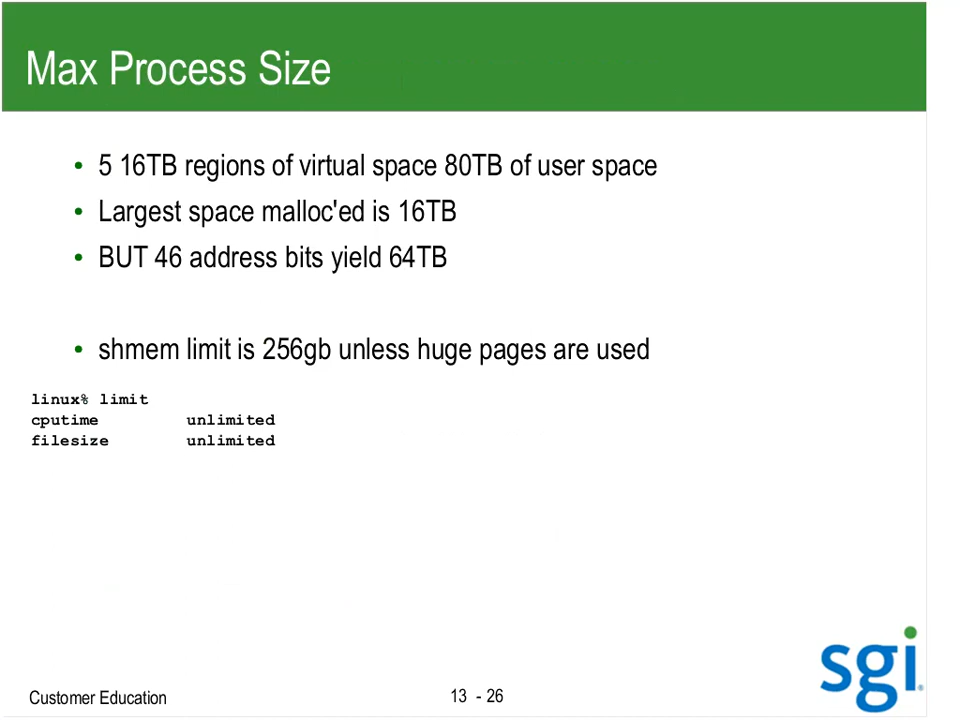 Max Process Size
• 5 16TB regions of virtual space 80TB of user space
• Largest space malloc'ed is 16TB
• BUT 46 address bits yield 64TB
• shmem limit is 256gb unless huge pages are used
linux% limit
cputime unlimited
filesize unlimited
sgi
Customer Education 13 - 26